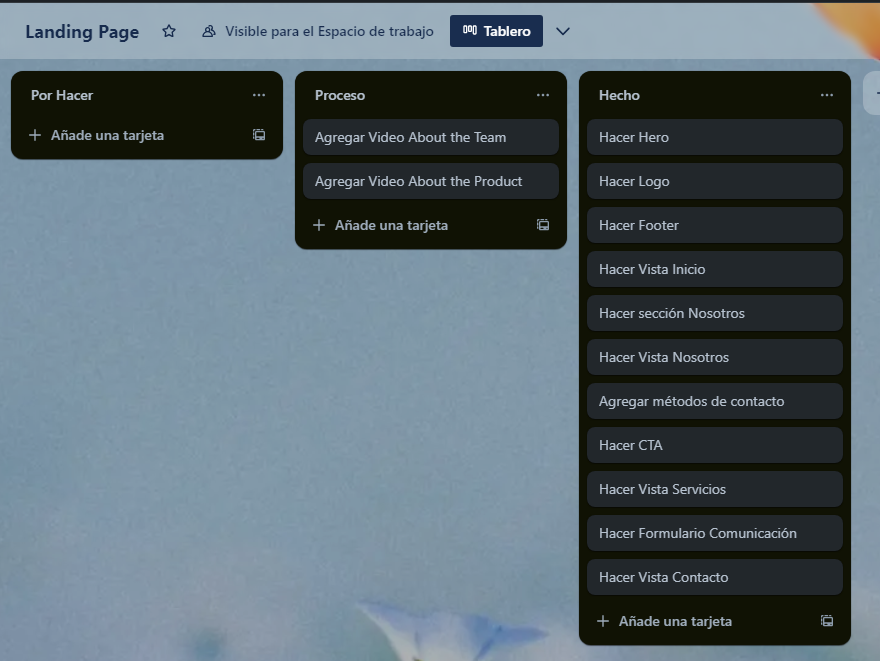 Landing Page
Visible para el Espacio de trabajo
Tablero
Por Hacer
Añade una tarjeta
Proceso
Agregar Video About the Team
Agregar Video About the Product
Añade una tarjeta
Hecho
Hacer Hero
Hacer Logo
Hacer Footer
Hacer Vista Inicio
Hacer sección Nosotros
Hacer Vista Nosotros
Agregar métodos de contacto
Hacer CTA
Hacer Vista Servicios
Hacer Formulario Comunicación
Hacer Vista Contacto
Añade una tarjeta